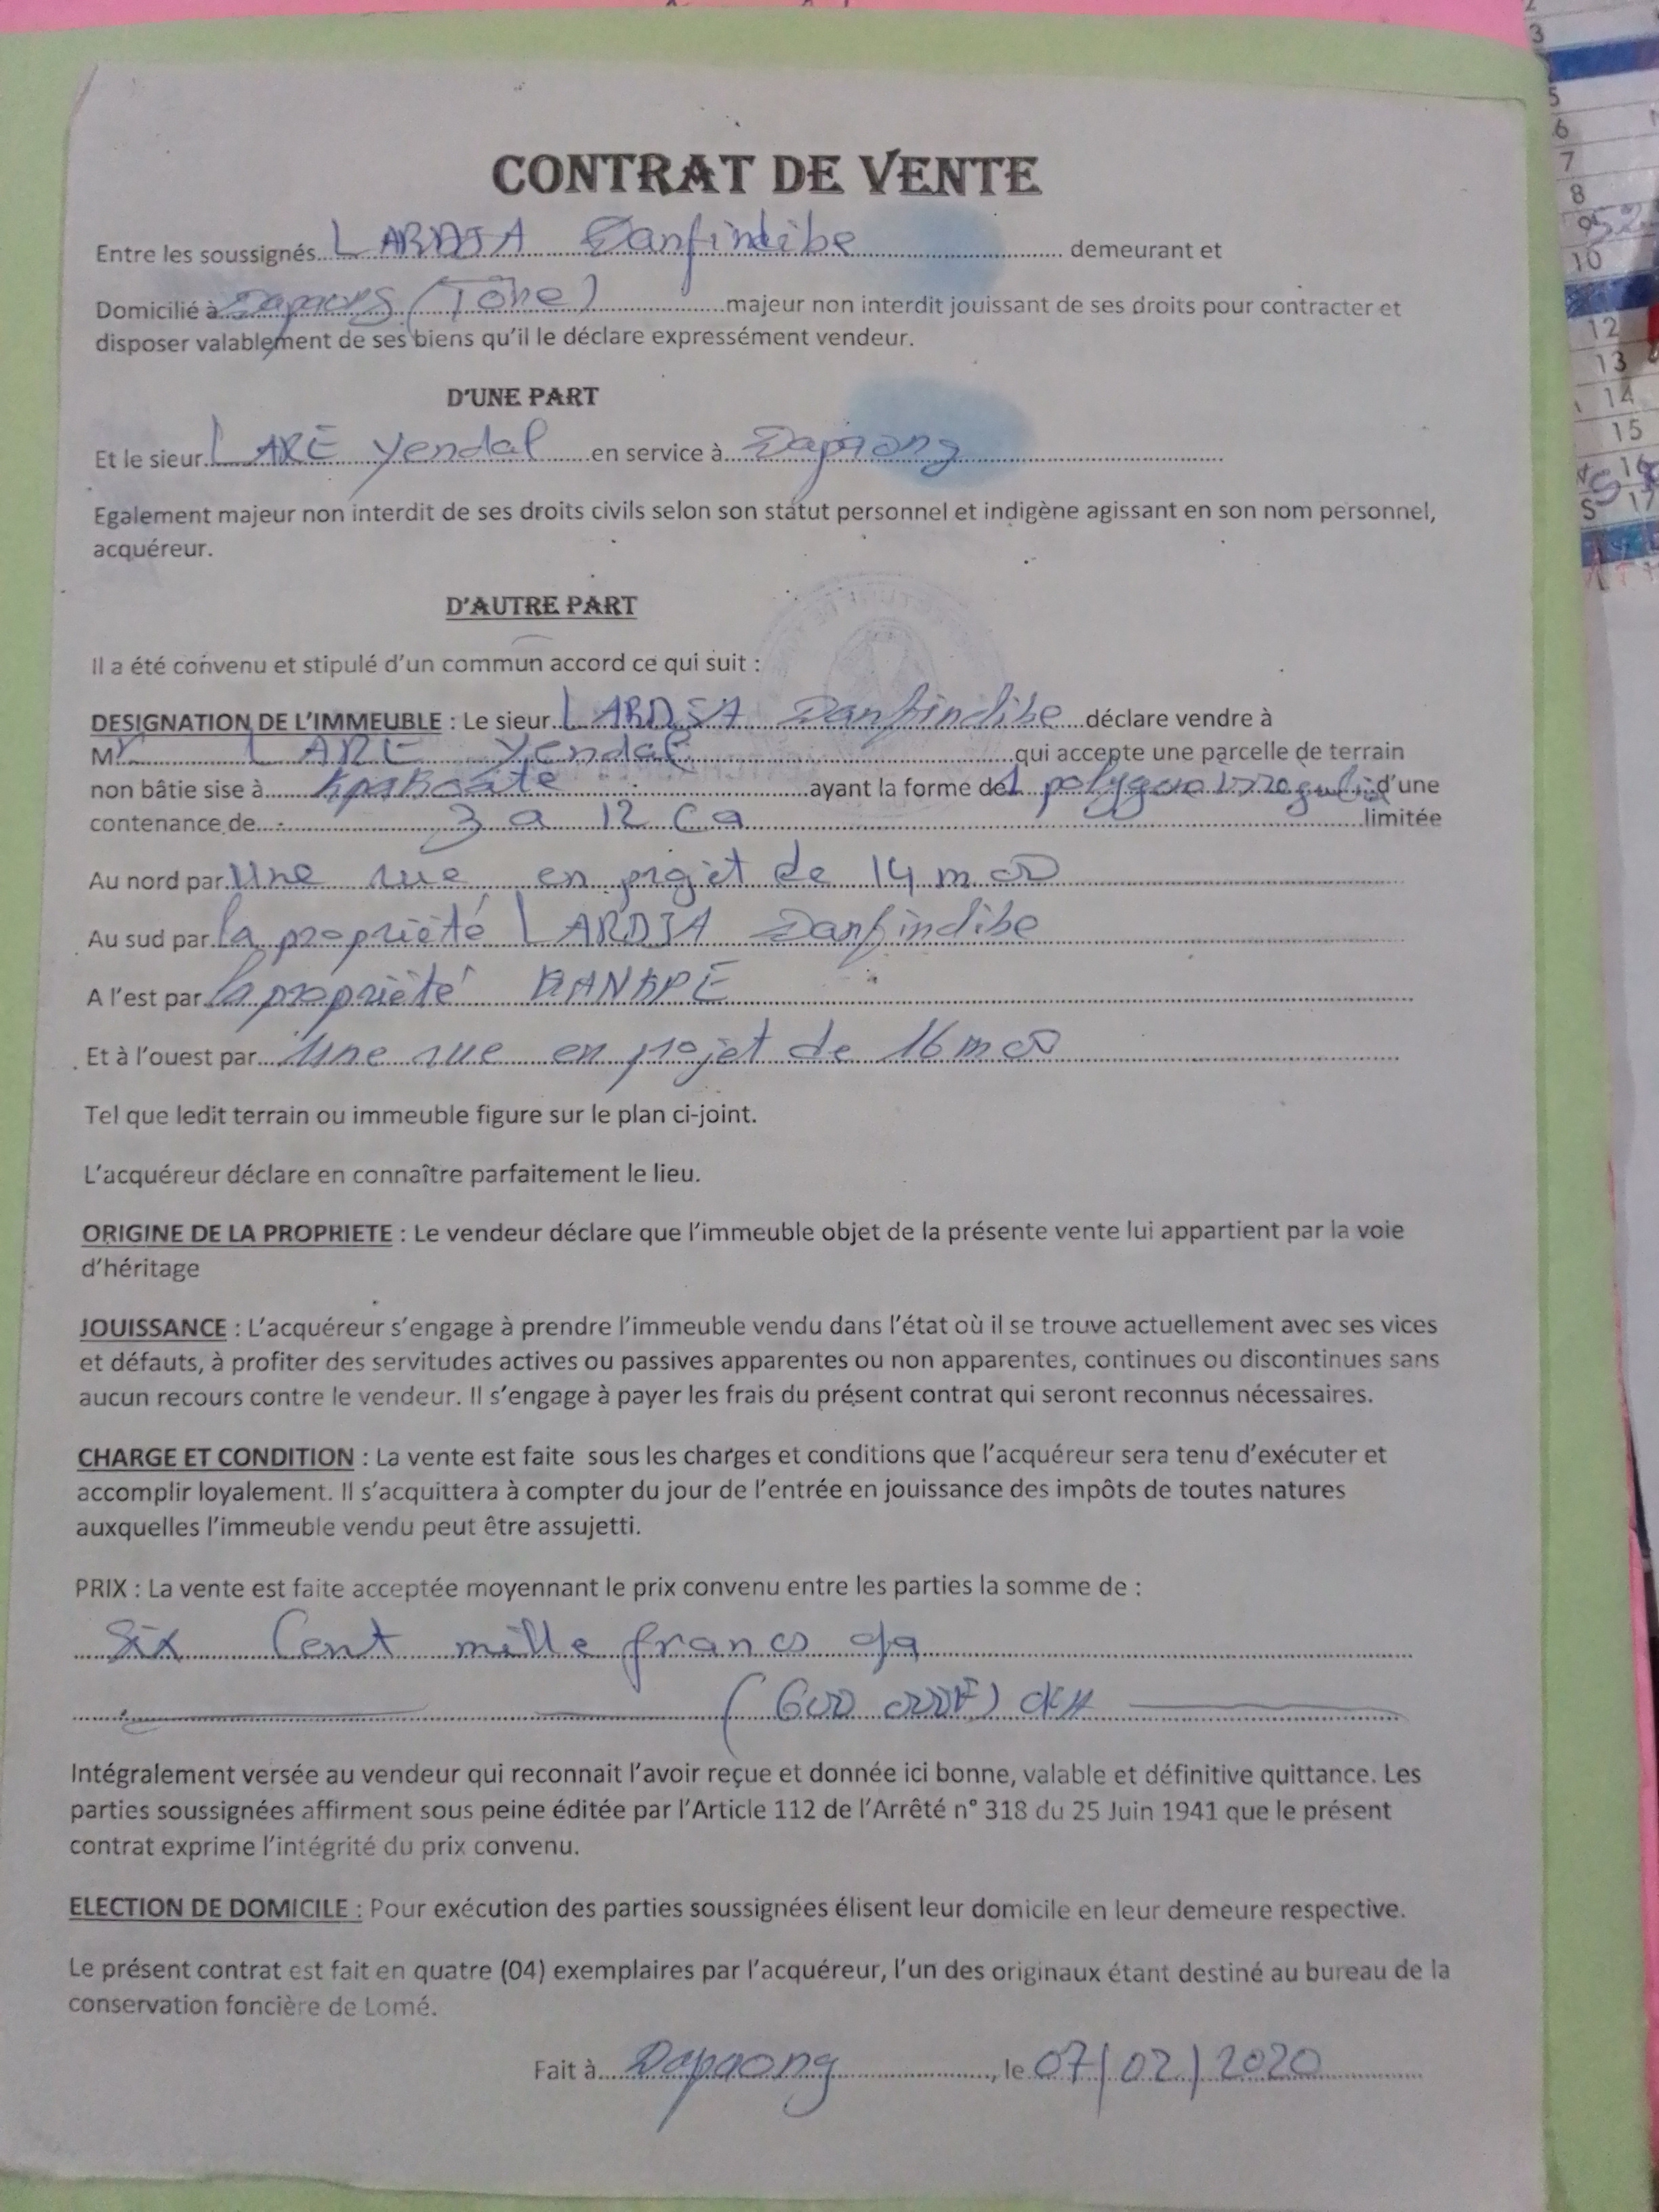 CONTRAT DE VENTE
Entre les soussignés LARDJA Danfindibe demeurant et
Domicilié à Dapaong (Tône) majeur non interdit jouissant de ses droits pour contracter et
disposer valablement de ses biens qu'il le déclare expressément vendeur.
D'UNE PART
Et le sieur LARE Yendal en service à Dapaong
Egalement majeur non interdit de ses droits civils selon son statut personnel et indigène agissant en son nom personnel,
acquéreur.
D'AUTRE PART
Il a été convenu et stipulé d'un commun accord ce qui suit :
DESIGNATION DE L'IMMEUBLE : Le sieur LARDJA Danfindibe déclare vendre à
Mr LARE Yendal qui accepte une parcelle de terrain
non bâtie sise à ayant la forme de 1 polygone irrégulier d'une
contenance de 3 a 12 ca limitée
Au nord par Une rue en projet de 14 m
Au sud par la propriété LARDJA Danfindibe
A l'est par la propriété
Et à l'ouest par Une rue en projet de 16 m
Tel que ledit terrain ou immeuble figure sur le plan ci-joint.
L'acquéreur déclare en connaître parfaitement le lieu.
ORIGINE DE LA PROPRIETE : Le vendeur déclare que l'immeuble objet de la présente vente lui appartient par la voie
d'héritage
JOUISSANCE : L'acquéreur s'engage à prendre l'immeuble vendu dans l'état où il se trouve actuellement avec ses vices
et défauts, à profiter des servitudes actives ou passives apparentes ou non apparentes, continues ou discontinues sans
aucun recours contre le vendeur. Il s'engage à payer les frais du présent contrat qui seront reconnus nécessaires.
CHARGE ET CONDITION : La vente est faite sous les charges et conditions que l'acquéreur sera tenu d'exécuter et
accomplir loyalement. Il s'acquittera à compter du jour de l'entrée en jouissance des impôts de toutes natures
auxquelles l'immeuble vendu peut être assujetti.
PRIX : La vente est faite acceptée moyennant le prix convenu entre les parties la somme de :
Six Cent mille francs cfa
(600 000F) cfa
Intégralement versée au vendeur qui reconnait l'avoir reçue et donnée ici bonne, valable et définitive quittance. Les
parties soussignées affirment sous peine éditée par l'Article 112 de l'Arrêté n° 318 du 25 Juin 1941 que le présent
contrat exprime l'intégrité du prix convenu.
ELECTION DE DOMICILE : Pour exécution des parties soussignées élisent leur domicile en leur demeure respective.
Le présent contrat est fait en quatre (04) exemplaires par l'acquéreur, l'un des originaux étant destiné au bureau de la
conservation foncière de Lomé.
Fait à Dapaong, le 07/02/2020
3
5
6
7
8
9
10
12
13
14
15
16
17